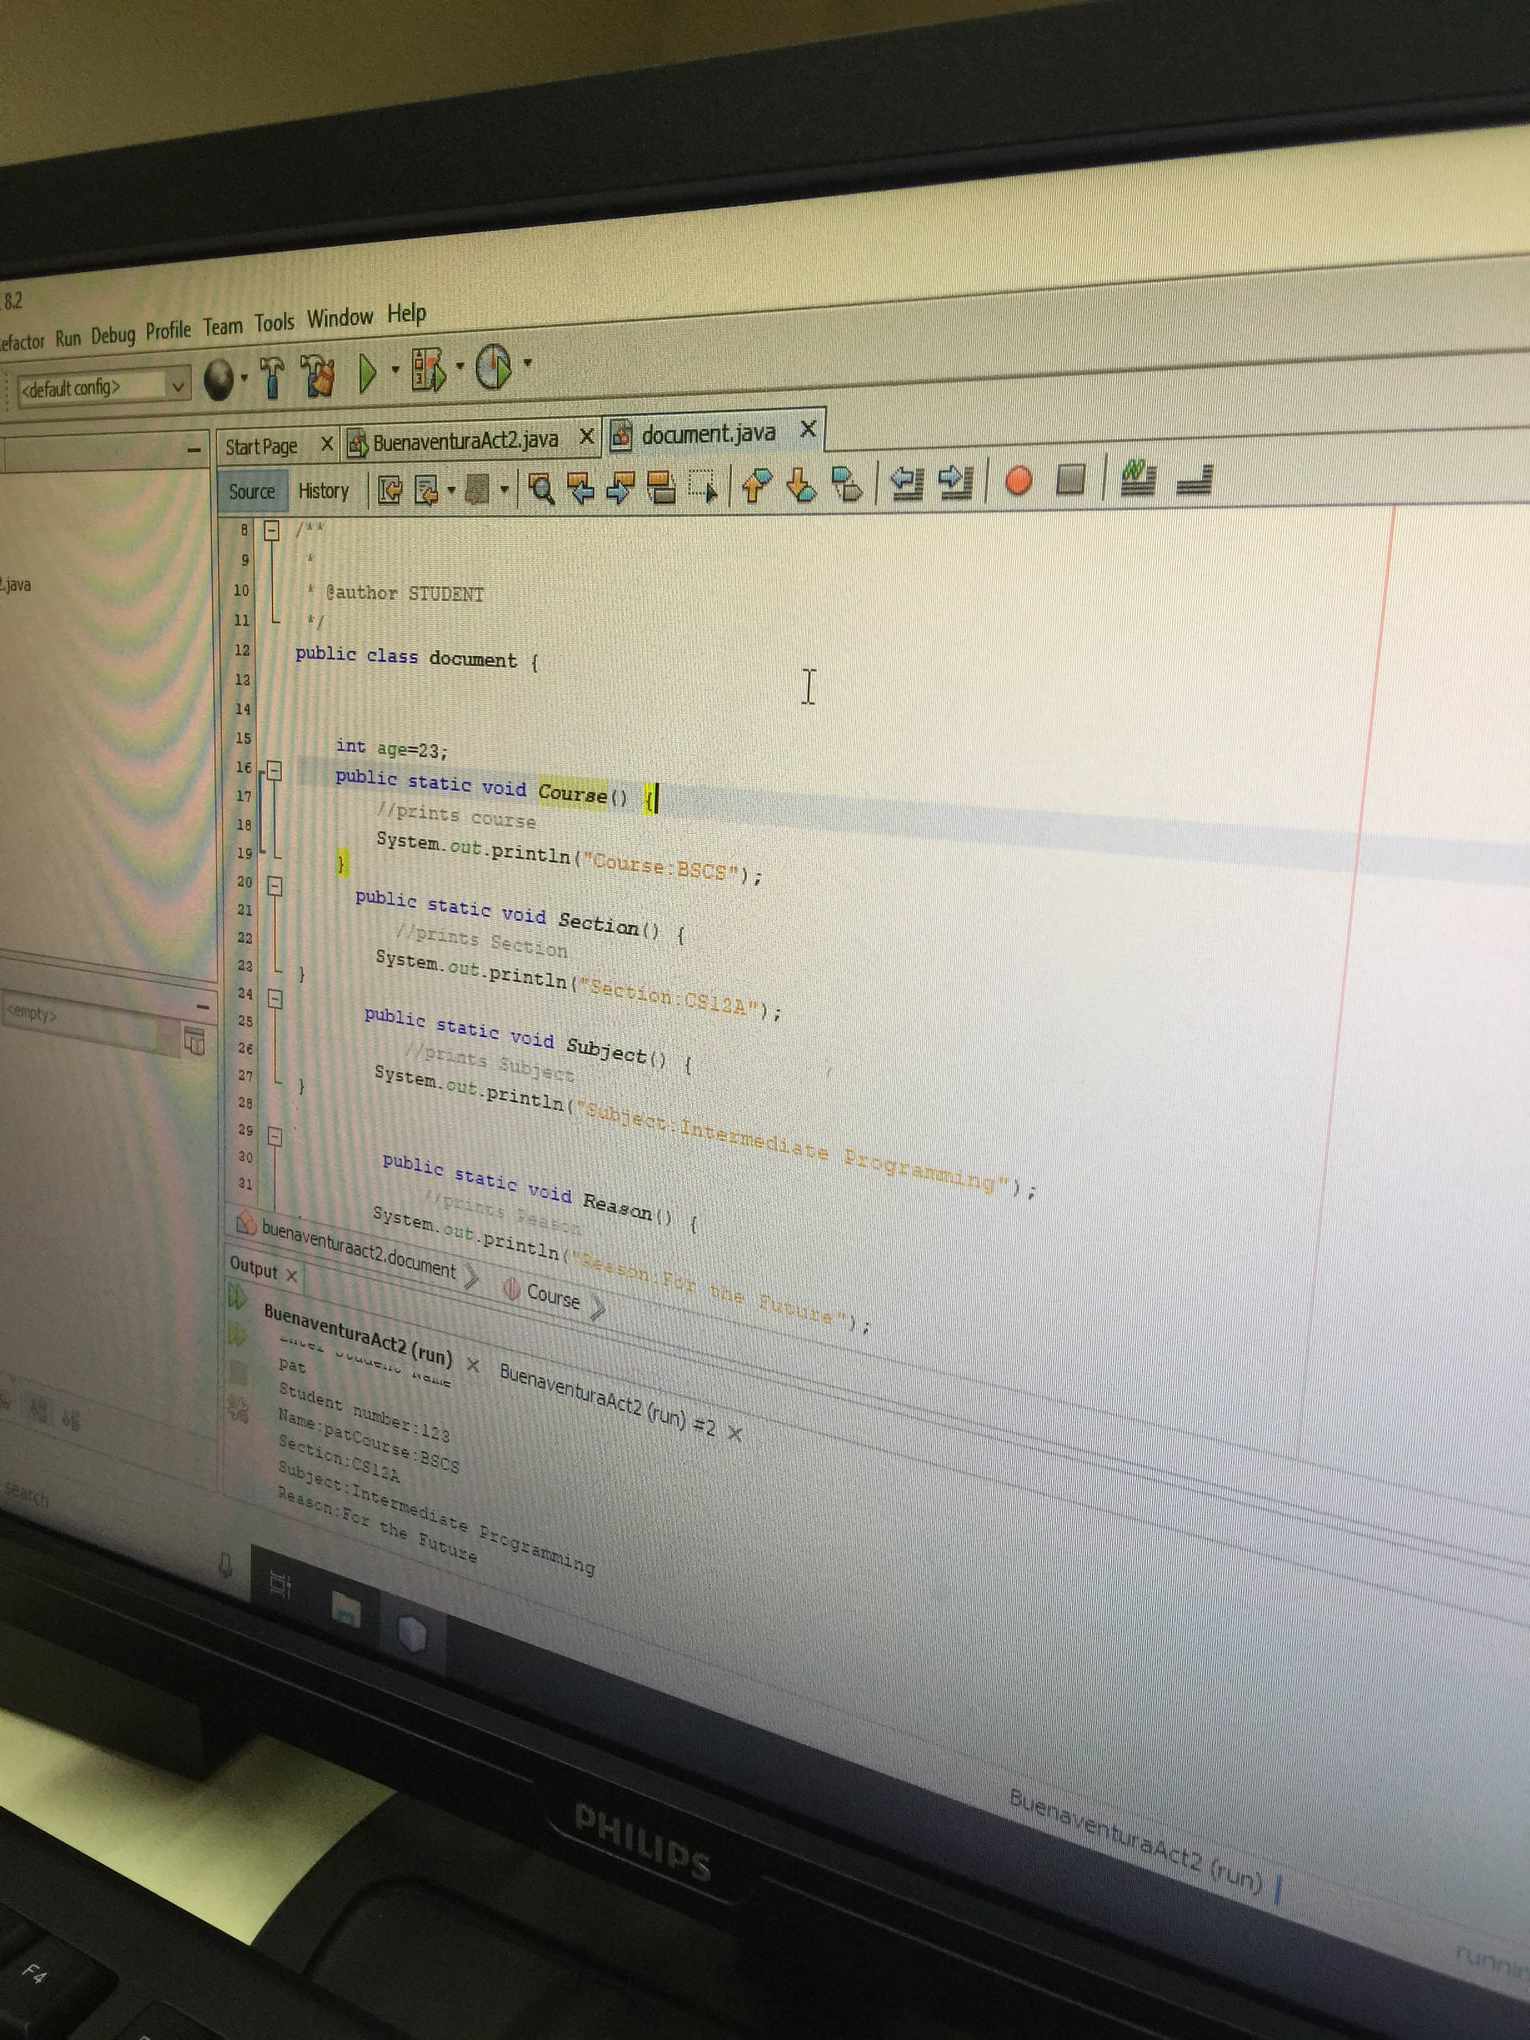 8.2
efactor Run Debug Profile Team Tools Window Help
<default config>
Start Page BuenaventuraAct2.java document.java
Source History
.java
8 /**
9 *
10 * @author STUDENT
11 */
12 public class document {
13
14
15 int age=23;
16 public static void Course() {
17 //prints course
18 System.out.println("Course:BSCS");
19 }
20 public static void Section() {
21 //prints Section
22 System.out.println("Section:CS12A");
23 }
24 public static void Subject() {
25 //prints Subject
26 System.out.println("Subject:Intermediate Programming");
27 }
28
29 public static void Reason() {
30 //prints Reason
31 System.out.println("Reason:For the Future");
<empty>
buenaventuraact2.document Course
Output
BuenaventuraAct2 (run) BuenaventuraAct2 (run) #2
pat
Student number:123
Name:patCourse:BSCS
Section:CS12A
Subject:Intermediate Programming
Reason:For the Future
search
BuenaventuraAct2 (run)
runnin
PHILIPS
F4